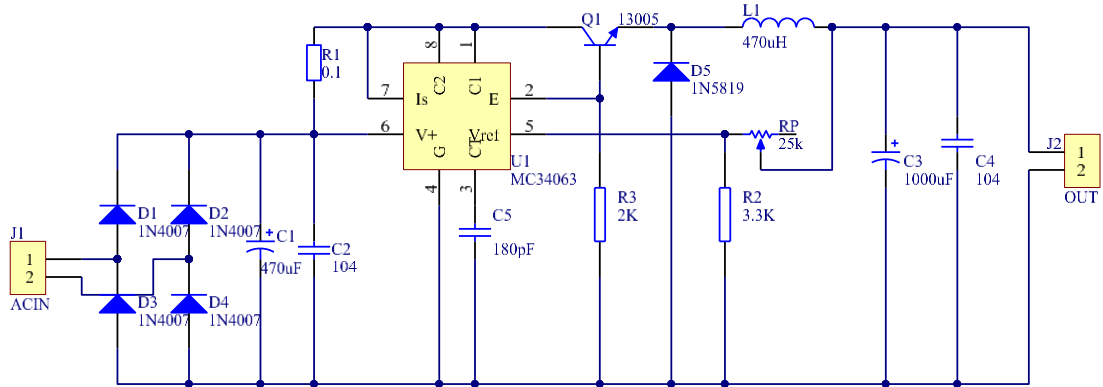 Q1
13005
L1
470uH
R1
0.1
8
1
C2
C1
7
Is
E
2
D5
1N5819
6
V+
Vref
5
RP
25k
G
CT
U1
MC34063
4
3
C3
1000uF
C4
104
J2
1
2
OUT
R3
2K
R2
3.3K
C5
180pF
D1
1N4007
D2
1N4007
C1
470uF
C2
104
J1
1
2
ACIN
D3
1N4007
D4
1N4007